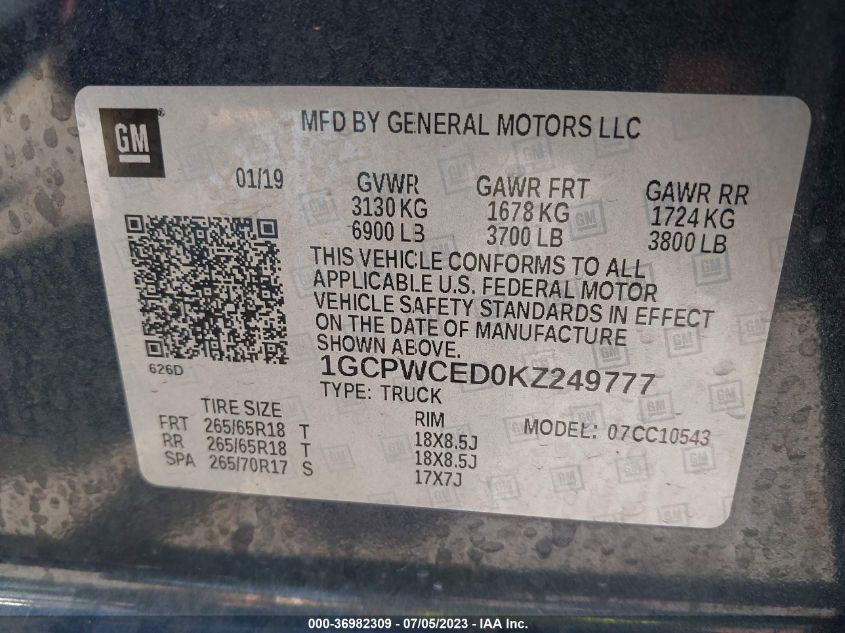 GM
MFD BY GENERAL MOTORS LLC
01/19
GVWR GAWR FRT GAWR RR
3130 KG 1678 KG 1724 KG
6900 LB 3700 LB 3800 LB
THIS VEHICLE CONFORMS TO ALL
APPLICABLE U.S. FEDERAL MOTOR
VEHICLE SAFETY STANDARDS IN EFFECT
ON THE DATE OF MANUFACTURE
SHOWN ABOVE.
626D
1GCPWCED0KZ249777
TYPE: TRUCK
TIRE SIZE RIM MODEL: 07CC10543
FRT 265/65R18 T 18X8.5J
RR 265/65R18 T 18X8.5J
SPA 265/70R17 S 17X7J
000-36982309 - 07/05/2023 - IAA Inc.